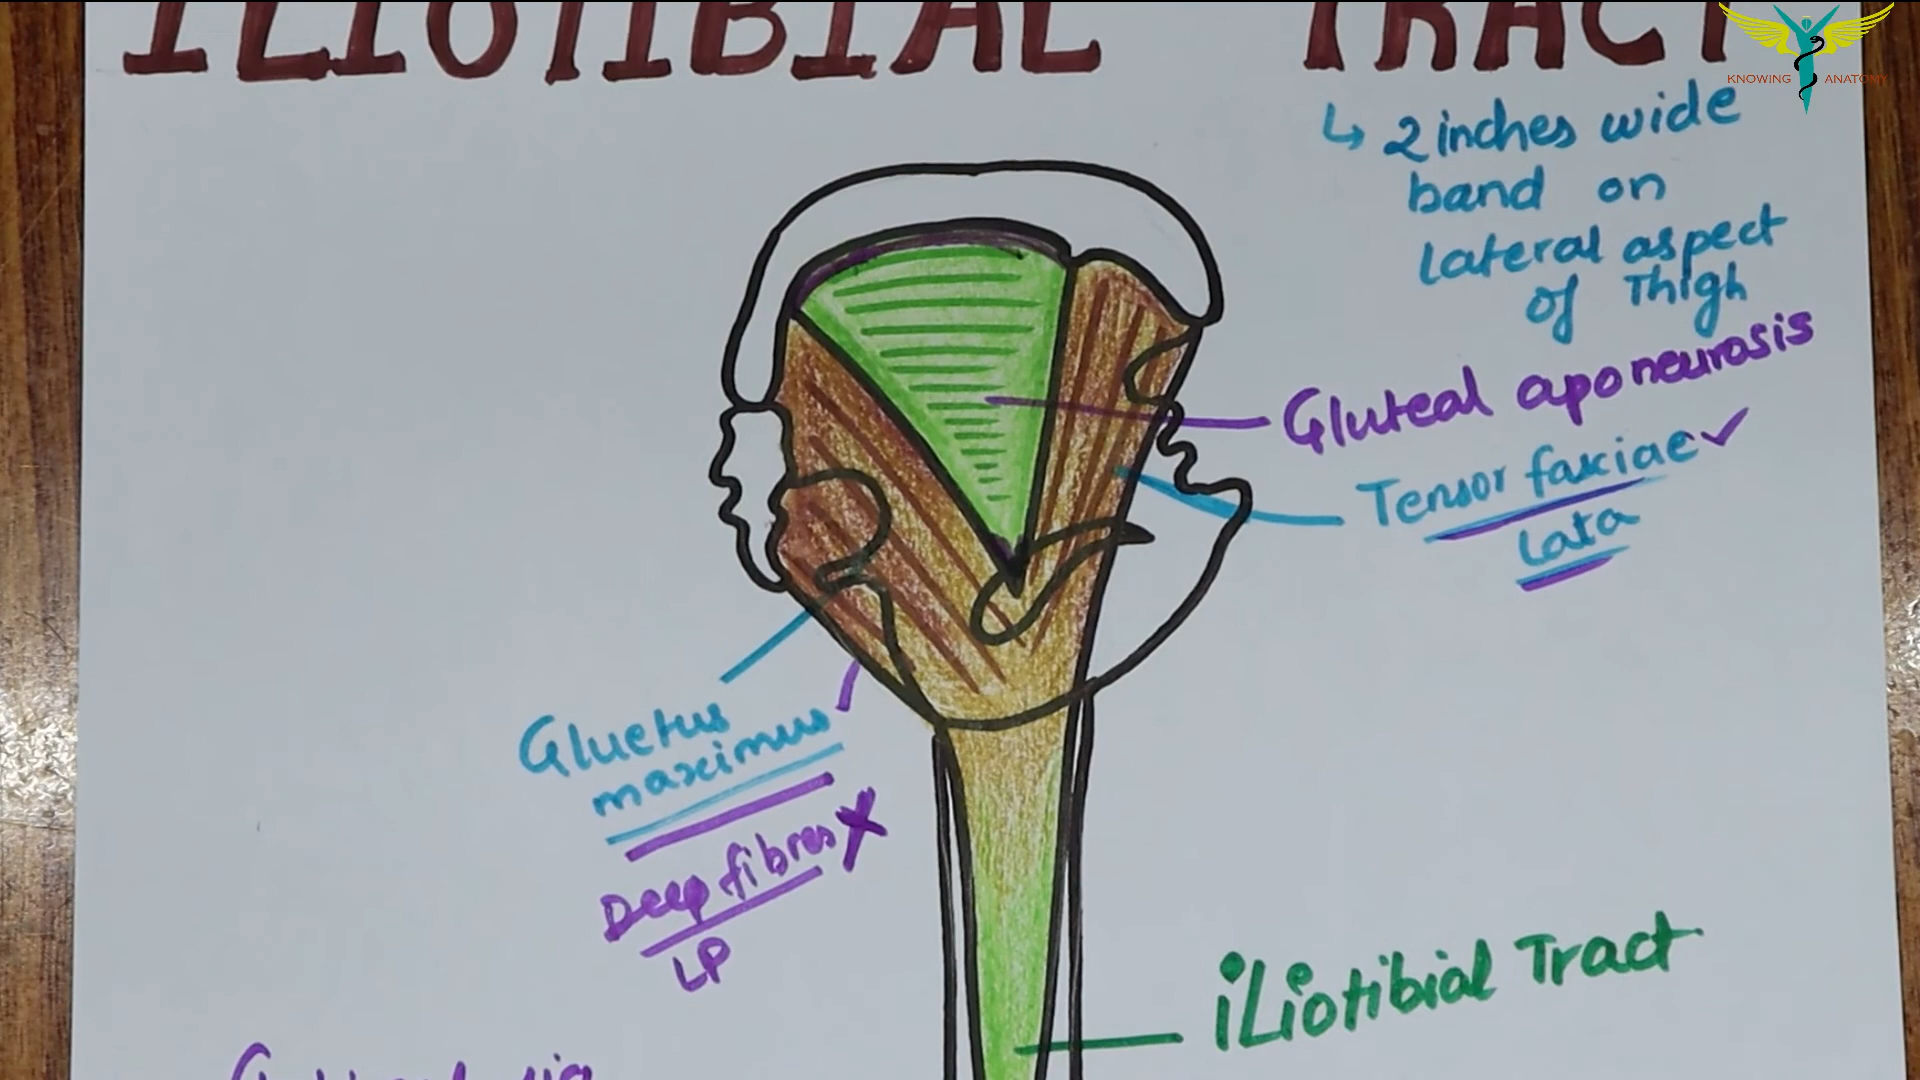 ILIOTIBIAL TRACT
KNOWING ANATOMY
↳ 2 inches wide
band on
lateral aspect
of Thigh
Gluteal aponeurosis
Tensor fasciae ✓
Lata
Gluetus
maximus
Deep fibres X
LP
iLiotibial Tract